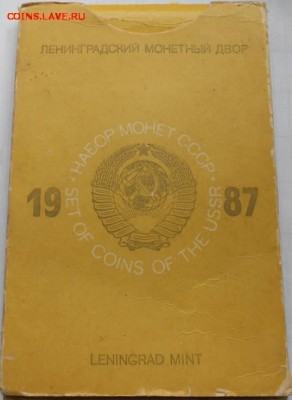 COINS.LAVE.RU
ЛЕНИНГРАДСКИЙ МОНЕТНЫЙ ДВОР
• НАБОР МОНЕТ СССР •
19 87
SET OF COINS OF THE USSR
LENINGRAD MINT